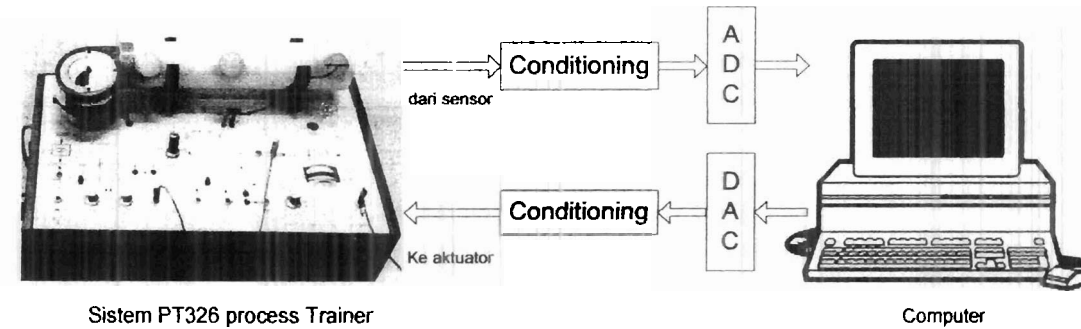 Conditioning
A
D
C
dari sensor
D
A
C
Conditioning
Ke aktuator
Sistem PT326 process Trainer
Computer